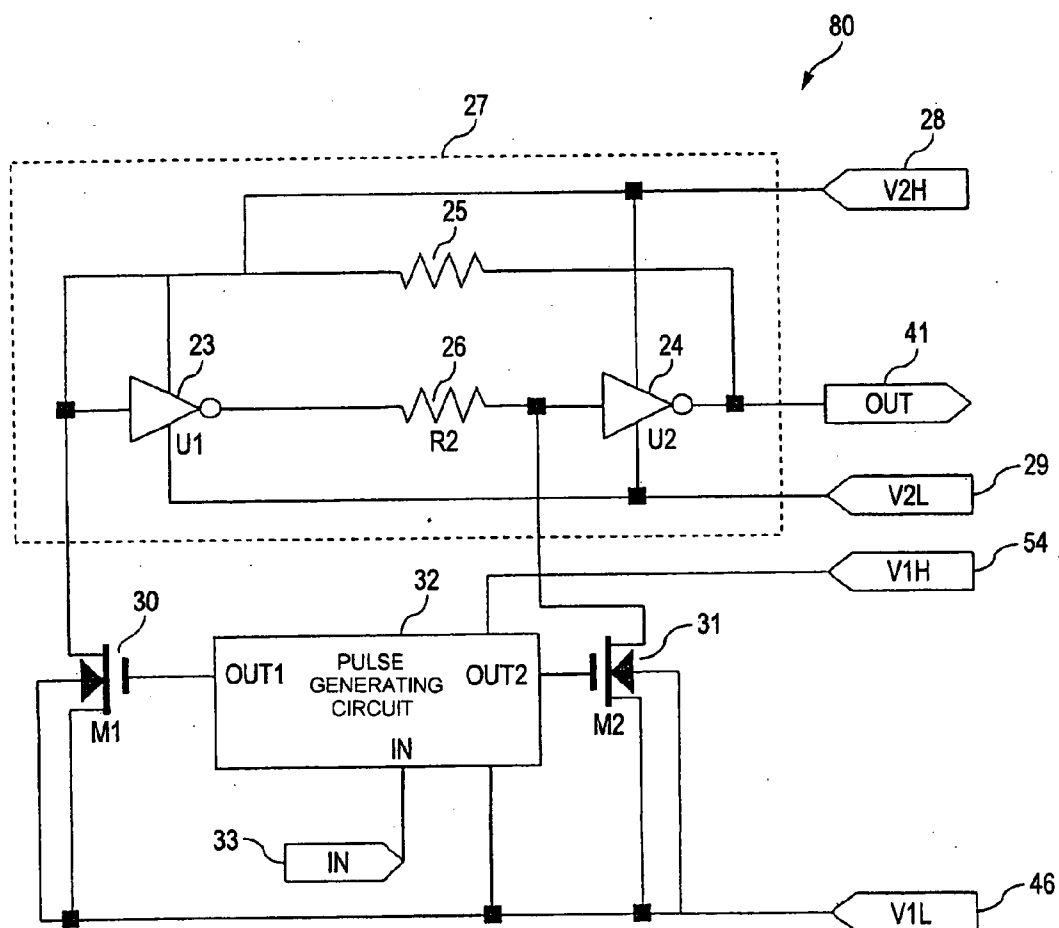 80
27
28
V2H
25
23
26
24
41
OUT
U1
R2
U2
29
V2L
54
V1H
30
32
31
OUT1
PULSE
GENERATING
CIRCUIT
OUT2
M1
IN
M2
33
IN
V1L
46